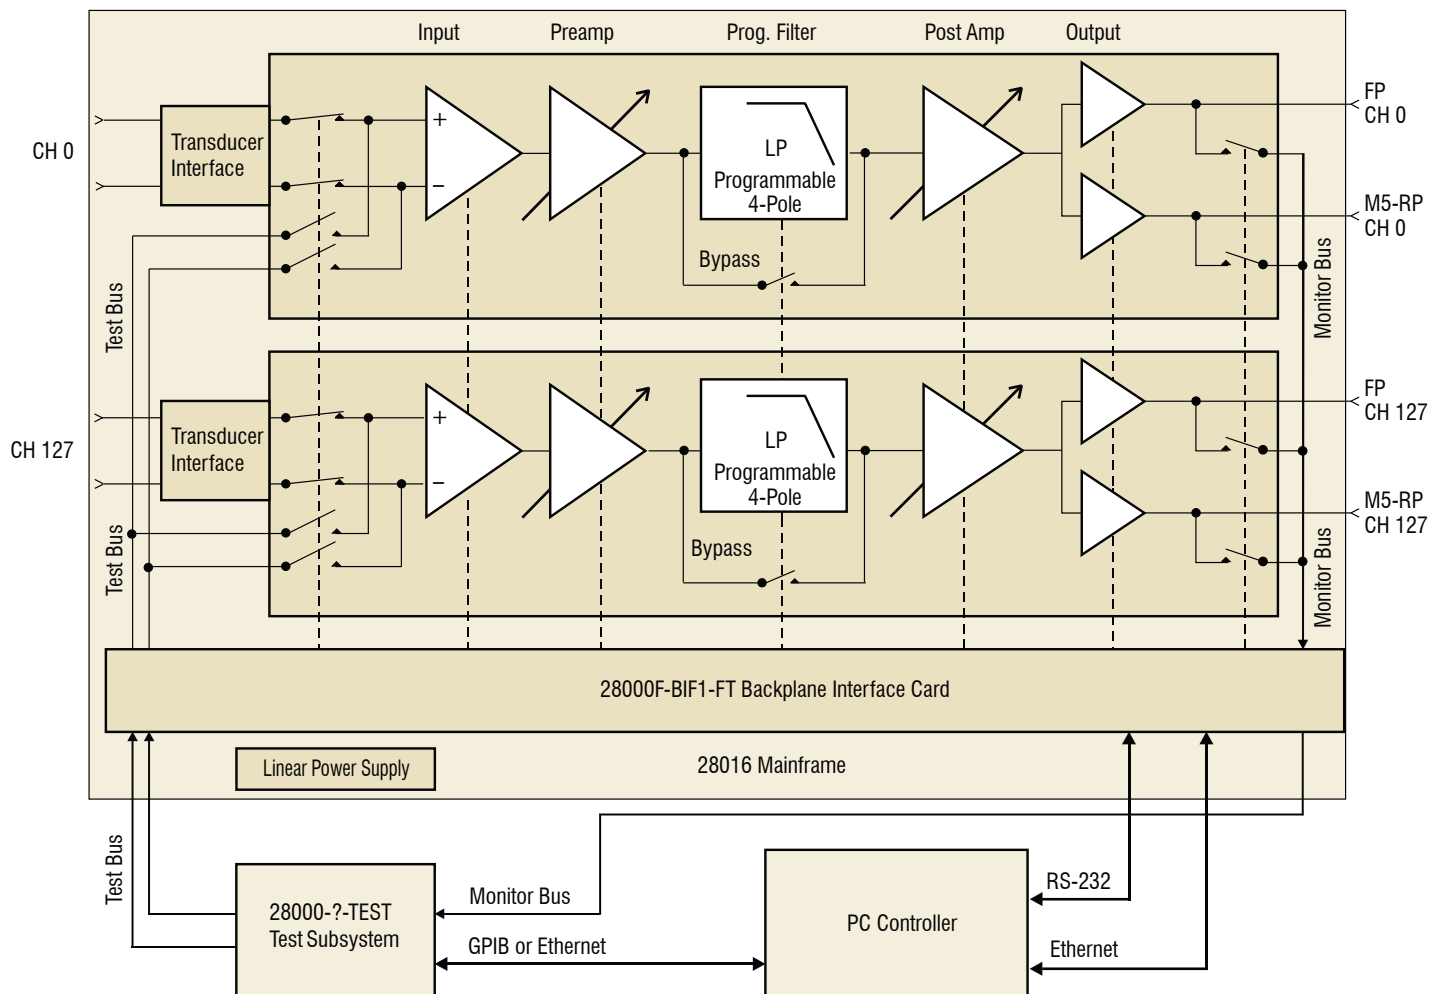 Input
Preamp
Prog. Filter
Post Amp
Output
CH 0
Transducer
Interface
+
−
LP
Programmable
4-Pole
Bypass
FP
CH 0
M5-RP
CH 0
Test Bus
Monitor Bus
CH 127
Transducer
Interface
+
−
LP
Programmable
4-Pole
Bypass
FP
CH 127
M5-RP
CH 127
Test Bus
Monitor Bus
28000F-BIF1-FT Backplane Interface Card
Linear Power Supply
28016 Mainframe
Test Bus
28000-?-TEST
Test Subsystem
Monitor Bus
GPIB or Ethernet
PC Controller
RS-232
Ethernet